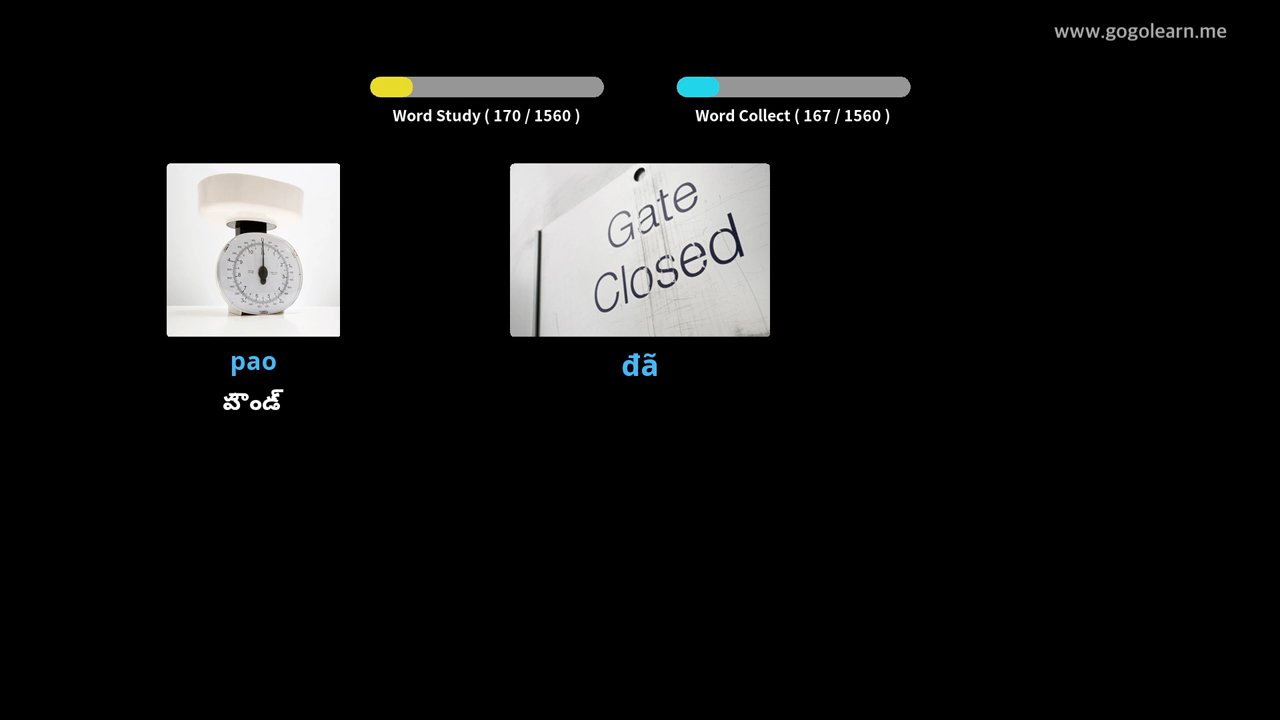 www.gogolearn.me
Word Study ( 170 / 1560 )
Word Collect ( 167 / 1560 )
Gate
Closed
pao
đã
పౌండ్